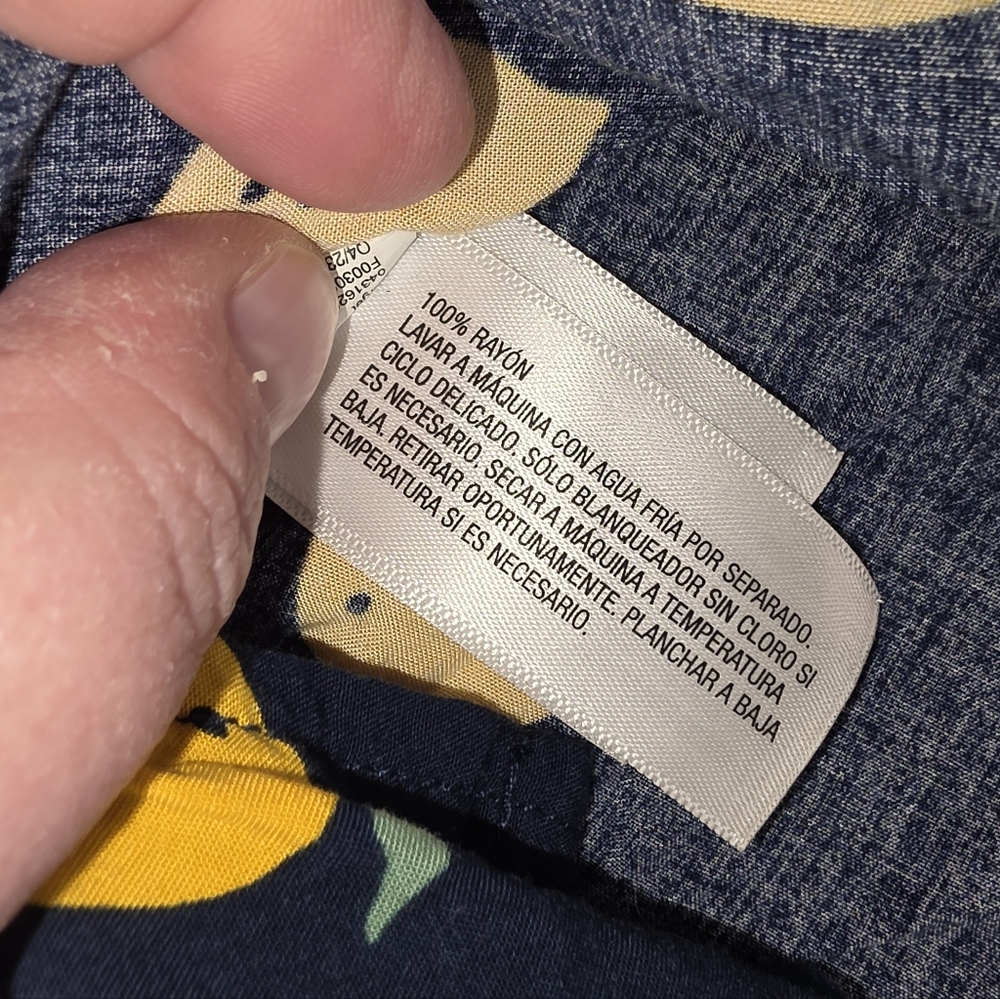 100% RAYÓN
LAVAR A MÁQUINA CON AGUA FRÍA POR SEPARADO.
CICLO DELICADO. SÓLO BLANQUEADOR SIN CLORO SI
ES NECESARIO. SECAR A MÁQUINA A TEMPERATURA
BAJA. RETIRAR OPORTUNAMENTE. PLANCHAR A BAJA
TEMPERATURA SI ES NECESARIO.